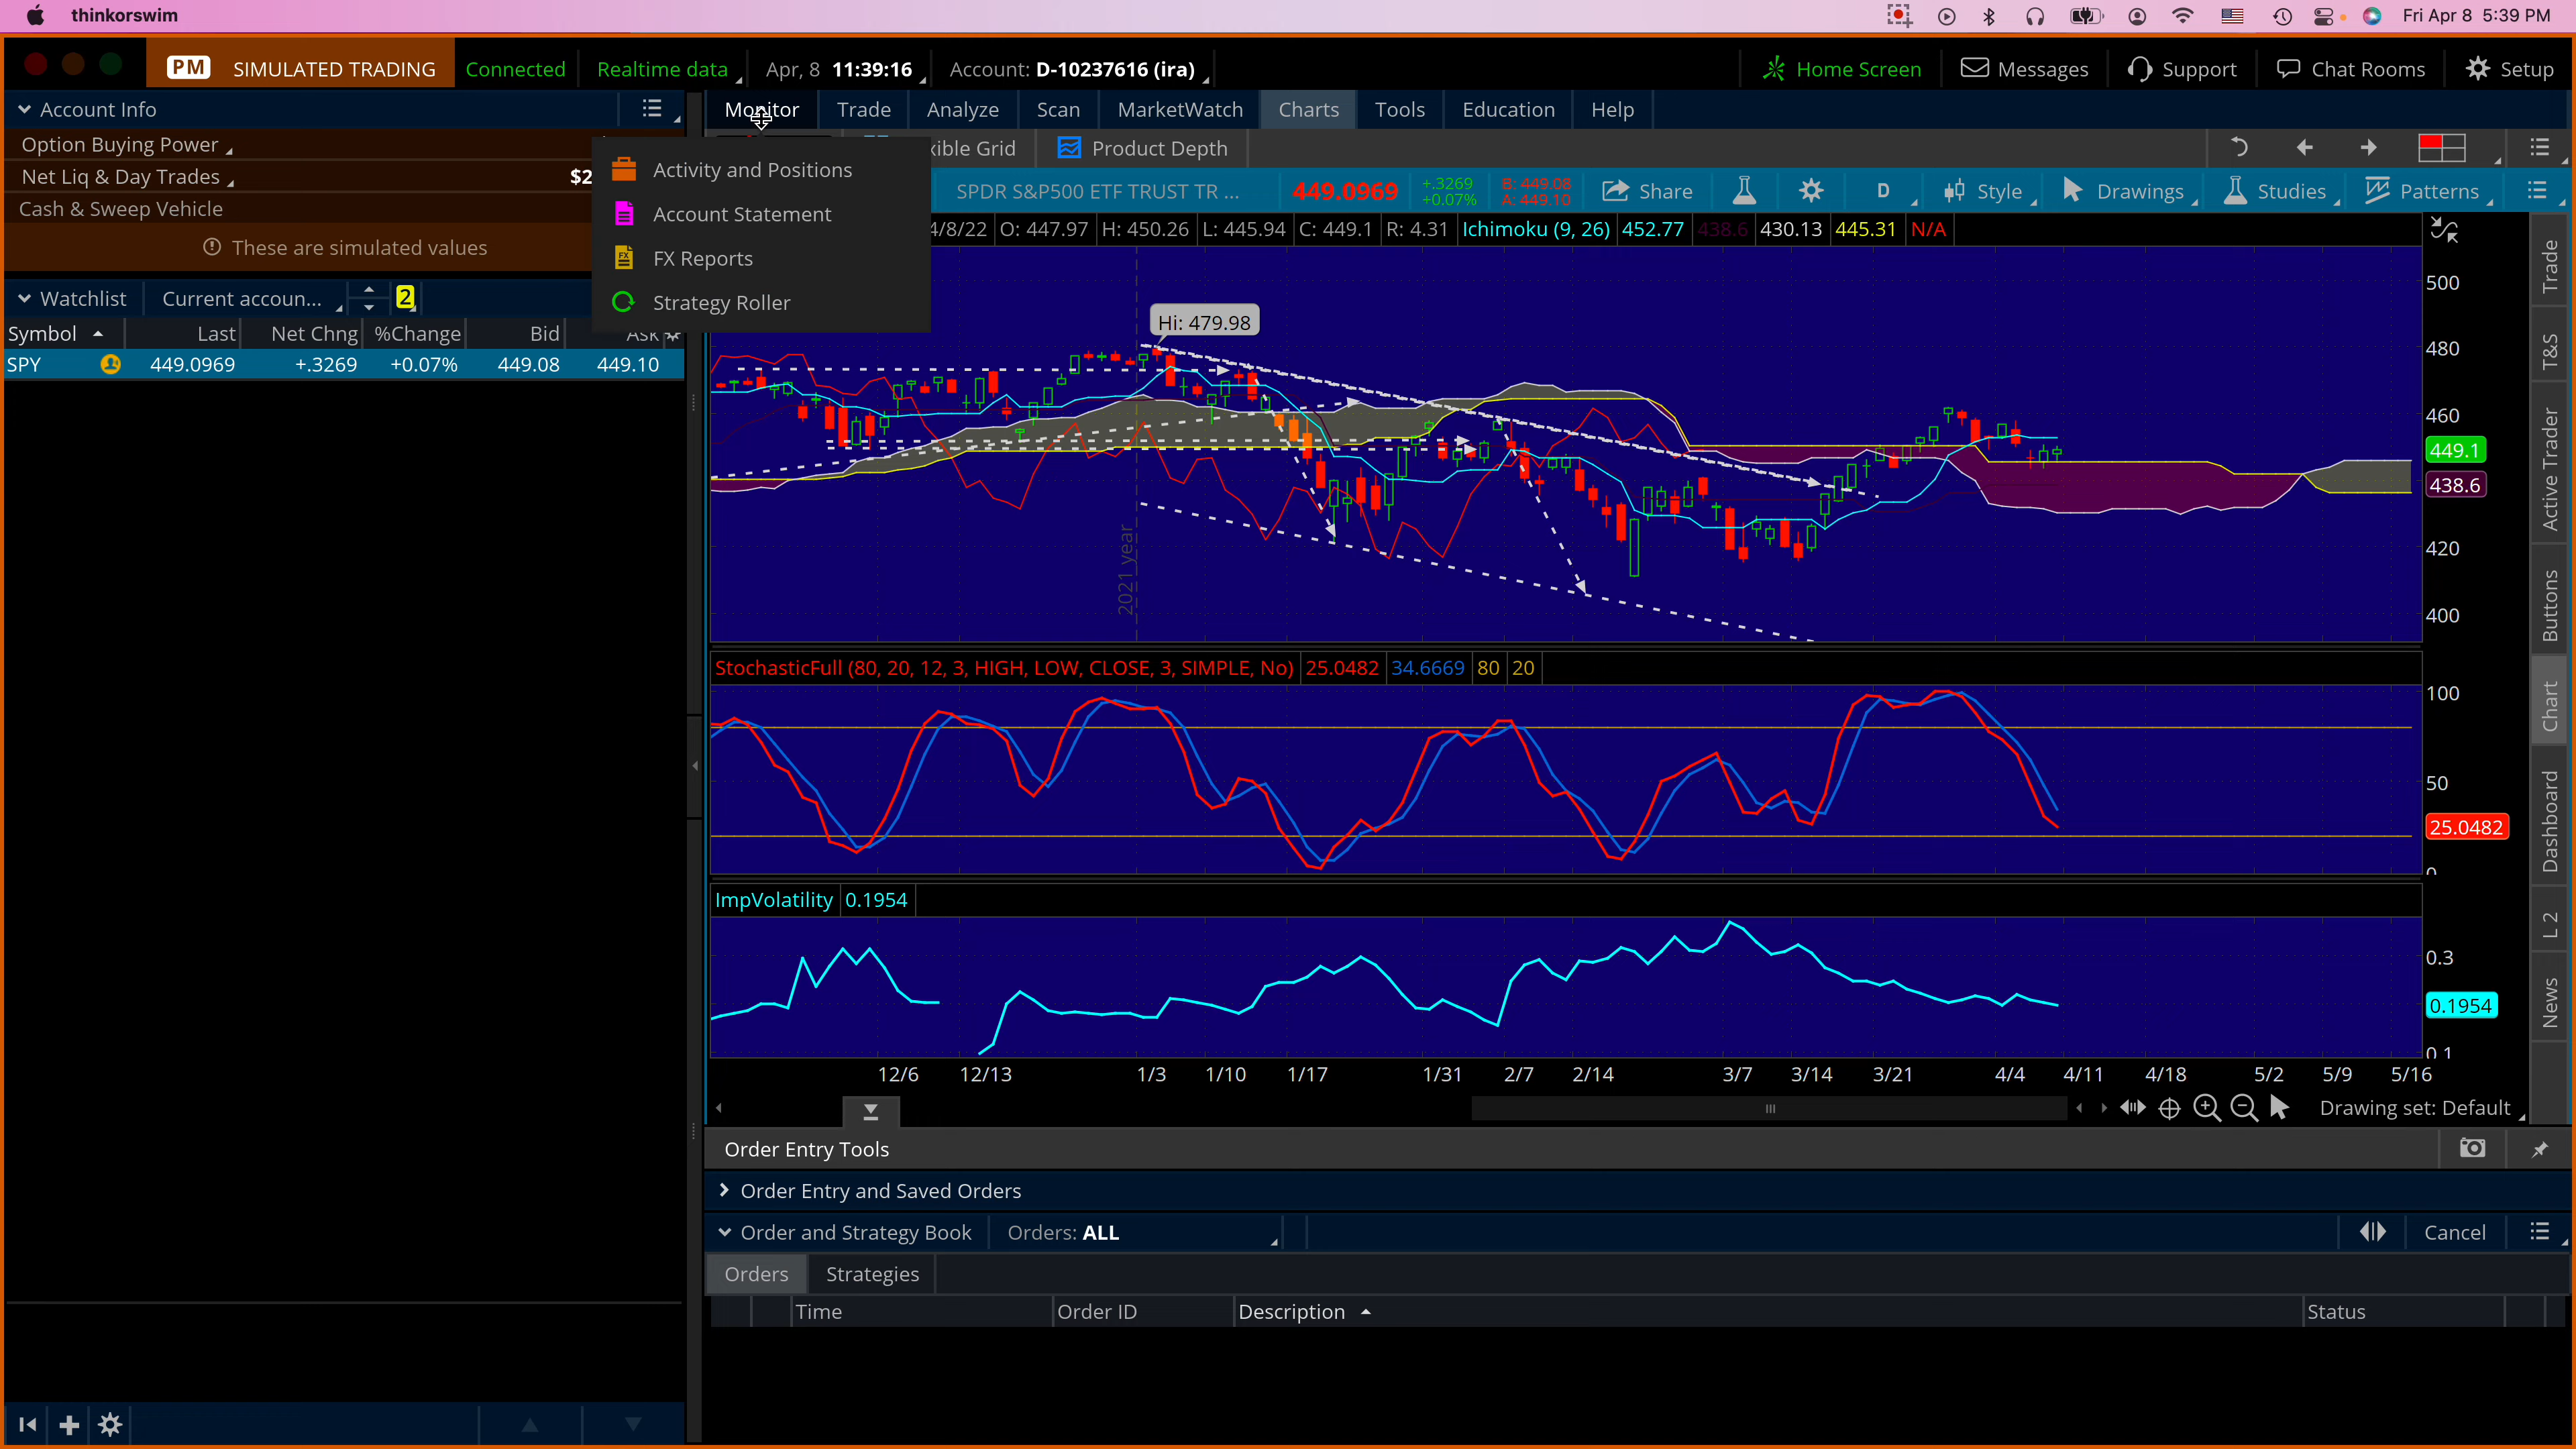 thinkorswim
Fri Apr 8 5:39 PM
PM SIMULATED TRADING Connected Realtime data Apr, 8 11:39:16 Account: D-10237616 (ira) Home Screen Messages Support Chat Rooms Setup
Account Info
Monitor Trade Analyze Scan MarketWatch Charts Tools Education Help
Option Buying Power
xible Grid Product Depth
Activity and Positions
Net Liq & Day Trades $2
SPDR S&P500 ETF TRUST TR ... 449.0969 +.3269 +0.07% B: 449.08 A: 449.10 Share D Style Drawings Studies Patterns
Cash & Sweep Vehicle
Account Statement
4/8/22 O: 447.97 H: 450.26 L: 445.94 C: 449.1 R: 4.31 Ichimoku (9, 26) 452.77 438.6 430.13 445.31 N/A
These are simulated values
FX Reports
Watchlist Current accoun... 2
Strategy Roller
Symbol Last Net Chng %Change Bid Ask
SPY 449.0969 +.3269 +0.07% 449.08 449.10
Hi: 479.98
2021 year
500
480
460
449.1
438.6
420
400
StochasticFull (80, 20, 12, 3, HIGH, LOW, CLOSE, 3, SIMPLE, No) 25.0482 34.6669 80 20
100
50
25.0482
0
ImpVolatility 0.1954
0.3
0.1954
0.1
12/6 12/13 1/3 1/10 1/17 1/31 2/7 2/14 3/7 3/14 3/21 4/4 4/11 4/18 5/2 5/9 5/16
Drawing set: Default
Trade
T&S
Active Trader
Buttons
Chart
Dashboard
L 2
News
Order Entry Tools
Order Entry and Saved Orders
Order and Strategy Book Orders: ALL Cancel
Orders Strategies
Time Order ID Description Status